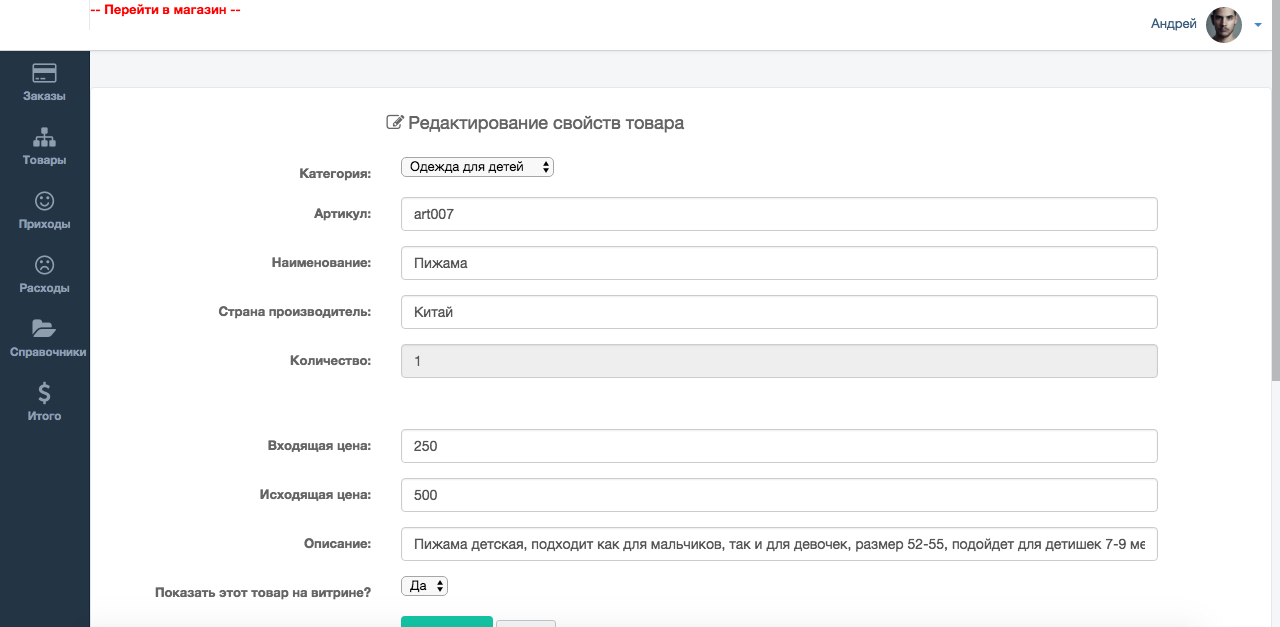 -- Перейти в магазин --
Андрей
Заказы
Товары
Приходы
Расходы
Справочники
Итого
Редактирование свойств товара
Категория: Одежда для детей
Артикул: art007
Наименование: Пижама
Страна производитель: Китай
Количество: 1
Входящая цена: 250
Исходящая цена: 500
Описание: Пижама детская, подходит как для мальчиков, так и для девочек, размер 52-55, подойдет для детишек 7-9 ме
Показать этот товар на витрине? Да